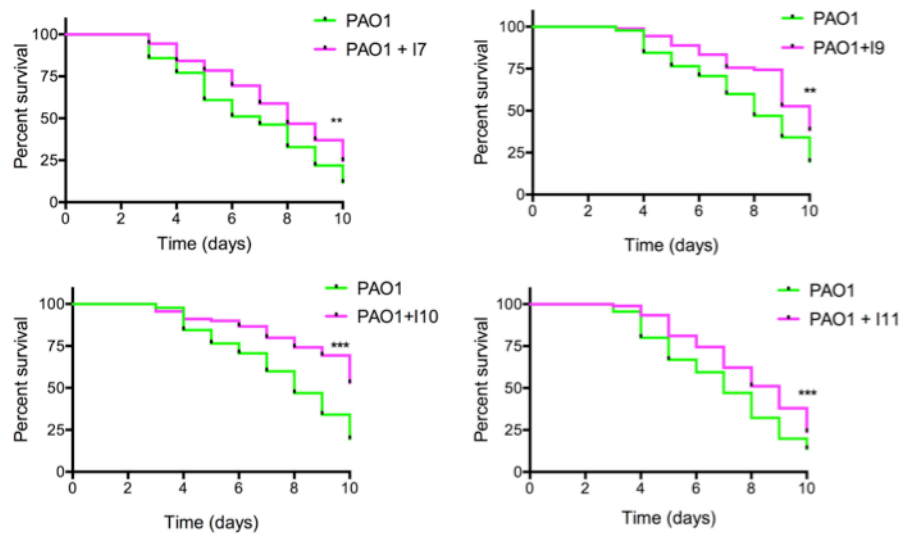 PAO1
PAO1 + I7
Percent survival
100
75
50
25
0
**
0 2 4 6 8 10
Time (days)
PAO1
PAO1+I9
Percent survival
100
75
50
25
0
**
0 2 4 6 8 10
Time (days)
PAO1
PAO1+I10
Percent survival
100
75
50
25
0
***
0 2 4 6 8 10
Time (days)
PAO1
PAO1 + I11
Percent survival
100
75
50
25
0
***
0 2 4 6 8 10
Time (days)